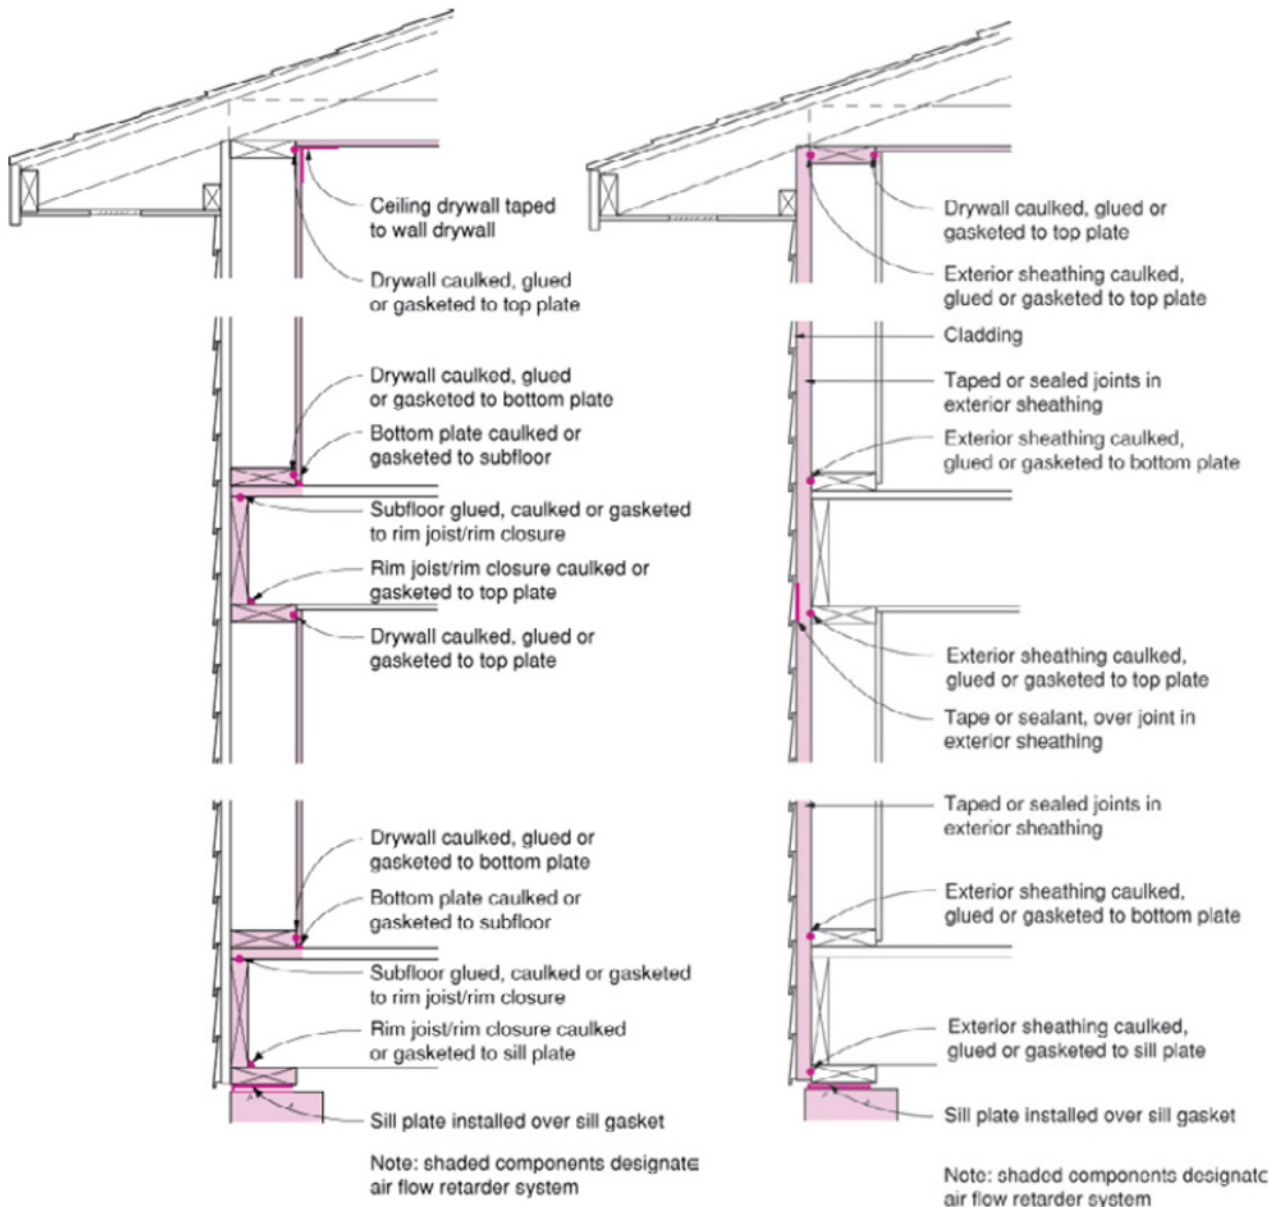 Ceiling drywall taped
to wall drywall
Drywall caulked, glued
or gasketed to top plate
Drywall caulked, glued
or gasketed to bottom plate
Bottom plate caulked or
gasketed to subfloor
Subfloor glued, caulked or gasketed
to rim joist/rim closure
Rim joist/rim closure caulked or
gasketed to top plate
Drywall caulked, glued or
gasketed to top plate
Drywall caulked, glued or
gasketed to bottom plate
Bottom plate caulked or
gasketed to subfloor
Subfloor glued, caulked or gasketed
to rim joist/rim closure
Rim joist/rim closure caulked
or gasketed to sill plate
Sill plate installed over sill gasket
Note: shaded components designate
air flow retarder system
Drywall caulked, glued or
gasketed to top plate
Exterior sheathing caulked,
glued or gasketed to top plate
Cladding
Taped or sealed joints in
exterior sheathing
Exterior sheathing caulked,
glued or gasketed to bottom plate
Exterior sheathing caulked,
glued or gasketed to top plate
Tape or sealant, over joint in
exterior sheathing
Taped or sealed joints in
exterior sheathing
Exterior sheathing caulked,
glued or gasketed to bottom plate
Exterior sheathing caulked,
glued or gasketed to sill plate
Sill plate installed over sill gasket
Note: shaded components designate
air flow retarder system